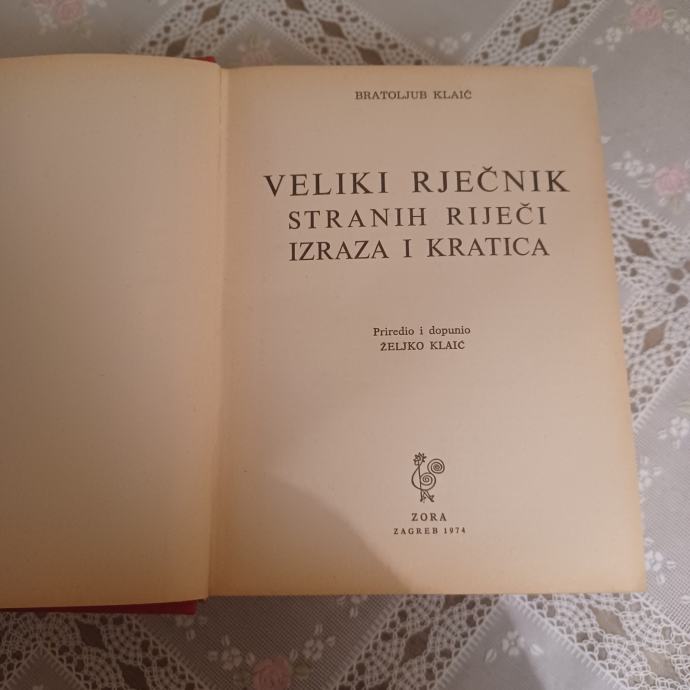 BRATOLJUB KLAIĆ
VELIKI RJEČNIK
STRANIH RIJEČI
IZRAZA I KRATICA
Priredio i dopunio
ŽELJKO KLAIĆ
ZORA
ZAGREB 1974